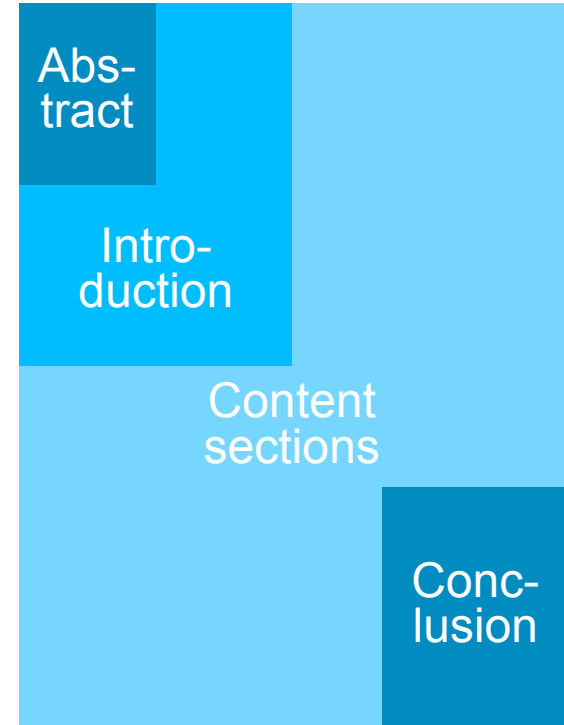 Abs-
tract
Intro-
duction
Content
sections
Conc-
lusion